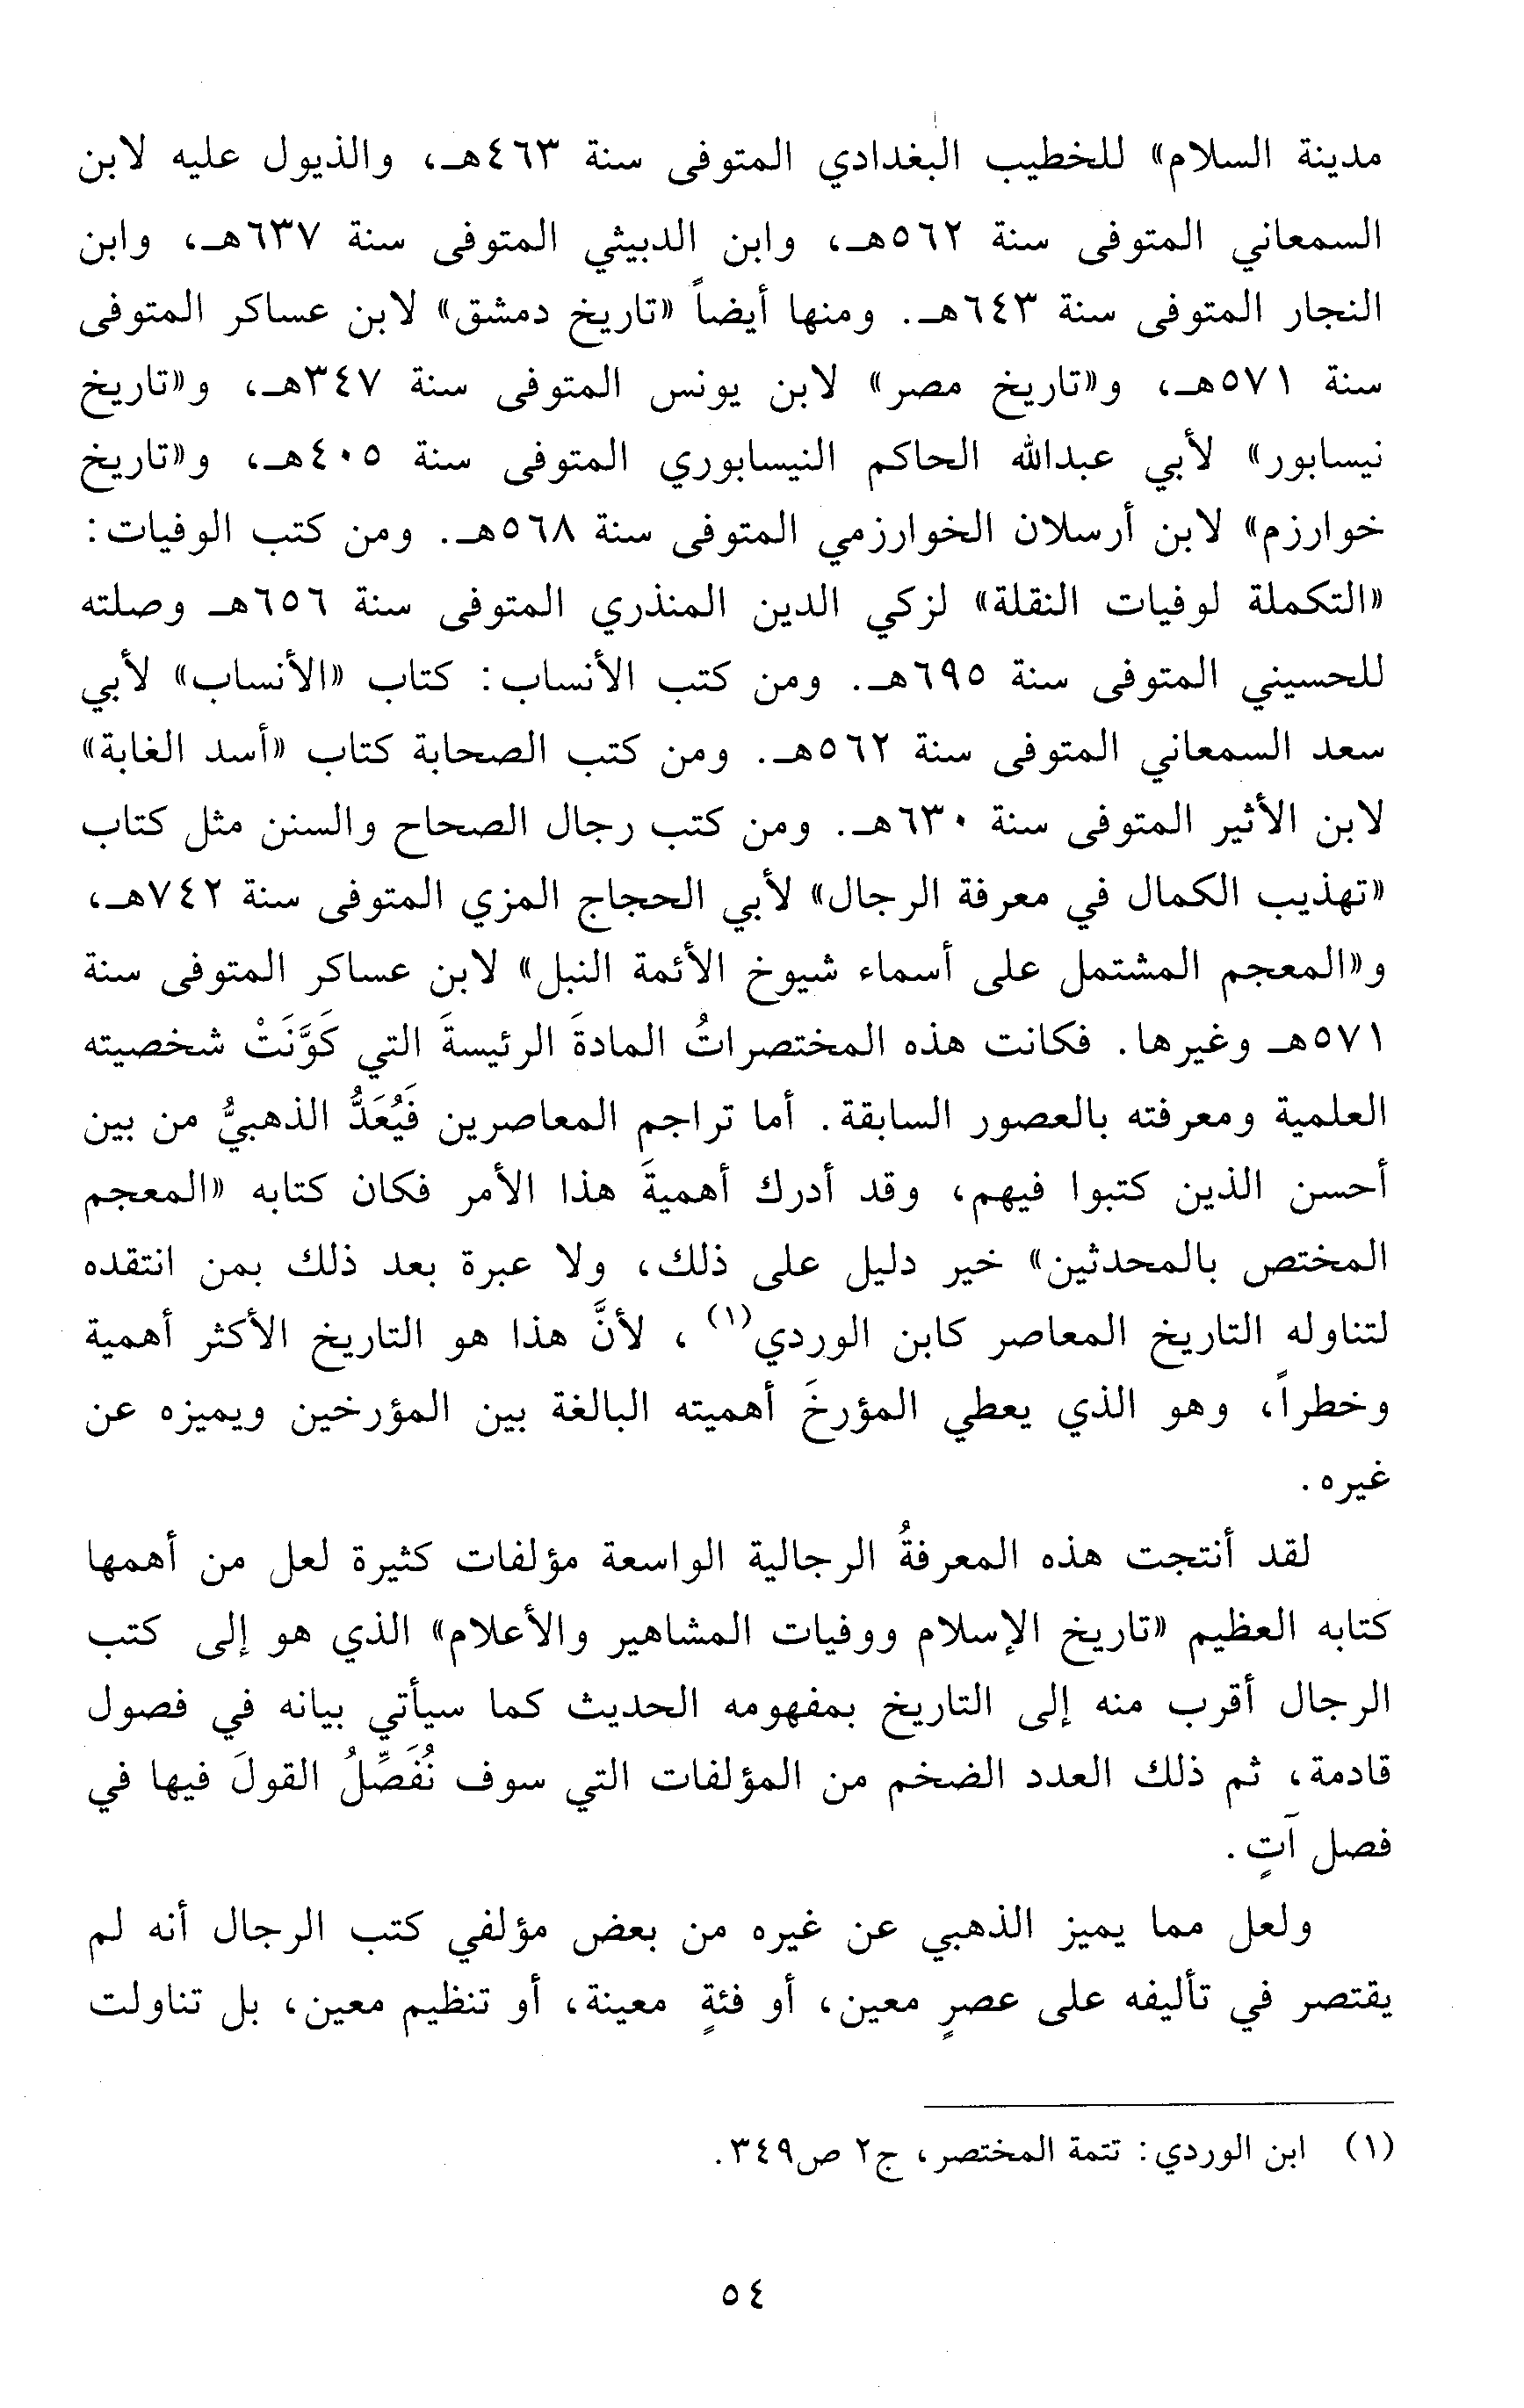 مدينة السلام» للخطيب البغدادي المتوفى سنة ٤٦٣هـ، والذيول عليه لابن
السمعاني المتوفى سنة ٥٦٢هـ، وابن الدبيثي المتوفى سنة ٦٣٧هـ، وابن
النجار المتوفى سنة ٦٤٣هـ. ومنها أيضاً «تاريخ دمشق» لابن عساكر المتوفى
سنة ٥٧١هـ، و«تاريخ مصر» لابن يونس المتوفى سنة ٣٤٧هـ، و«تاريخ
نيسابور» لأبي عبدالله الحاكم النيسابوري المتوفى سنة ٤٠٥هـ، و«تاريخ
خوارزم» لابن أرسلان الخوارزمي المتوفى سنة ٥٦٨هـ. ومن كتب الوفيات:
«التكملة لوفيات النقلة» لزكي الدين المنذري المتوفى سنة ٦٥٦هـ وصلته
للحسيني المتوفى سنة ٦٩٥هـ. ومن كتب الأنساب: كتاب «الأنساب» لأبي
سعد السمعاني المتوفى سنة ٥٦٢هـ. ومن كتب الصحابة كتاب «أسد الغابة»
لابن الأثير المتوفى سنة ٦٣٠هـ. ومن كتب رجال الصحاح والسنن مثل كتاب
«تهذيب الكمال في معرفة الرجال» لأبي الحجاج المزي المتوفى سنة ٧٤٢هـ،
و«المعجم المشتمل على أسماء شيوخ الأئمة النبل» لابن عساكر المتوفى سنة
٥٧١هـ وغيرها. فكانت هذه المختصراتُ المادةَ الرئيسةَ التي كَوَّنَتْ شخصيته
العلمية ومعرفته بالعصور السابقة. أما تراجم المعاصرين فَيُعَدُّ الذهبيُّ من بين
أحسن الذين كتبوا فيهم، وقد أدرك أهميةَ هذا الأمر فكان كتابه «المعجم
المختص بالمحدثين» خير دليل على ذلك، ولا عبرة بعد ذلك بمن انتقده
لتناوله التاريخ المعاصر كابن الوردي(١)، لأنَّ هذا هو التاريخ الأكثر أهمية
وخطراً، وهو الذي يعطي المؤرخَ أهميته البالغة بين المؤرخين ويميزه عن
غيره.
لقد أنتجت هذه المعرفةُ الرجالية الواسعة مؤلفات كثيرة لعل من أهمها
كتابه العظيم «تاريخ الإسلام ووفيات المشاهير والأعلام» الذي هو إلى كتب
الرجال أقرب منه إلى التاريخ بمفهومه الحديث كما سيأتي بيانه في فصول
قادمة، ثم ذلك العدد الضخم من المؤلفات التي سوف نُفَصِّلُ القولَ فيها في
فصل آتٍ.
ولعل مما يميز الذهبي عن غيره من بعض مؤلفي كتب الرجال أنه لم
يقتصر في تأليفه على عصرٍ معين، أو فئةٍ معينة، أو تنظيم معين، بل تناولت
(١) ابن الوردي: تتمة المختصر، ج٢ ص٣٤٩.
٥٤